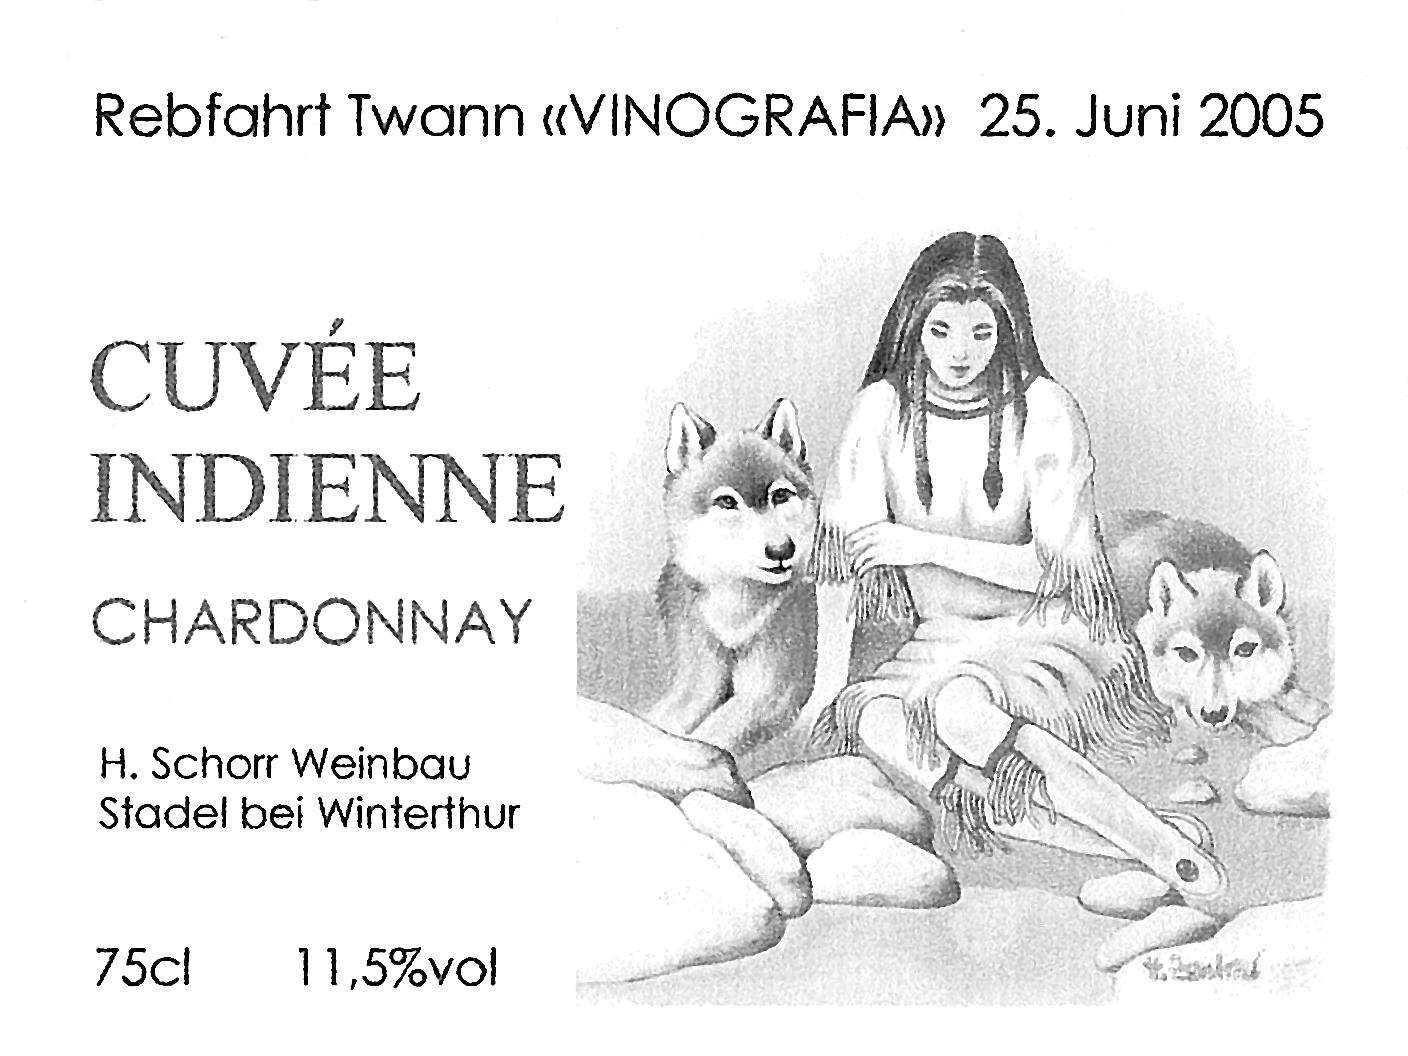 Rebfahrt Twann «VINOGRAFIA» 25. Juni 2005
CUVÉE
INDIENNE
CHARDONNAY
H. Schorr Weinbau
Stadel bei Winterthur
75cl 11,5%vol